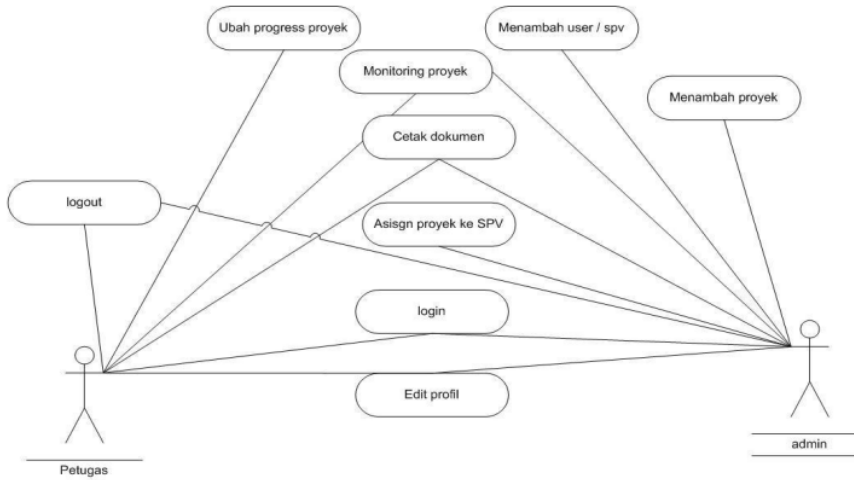 Ubah progress proyek
Menambah user / spv
Monitoring proyek
Menambah proyek
Cetak dokumen
logout
Asisgn proyek ke SPV
login
Edit profil
admin
Petugas